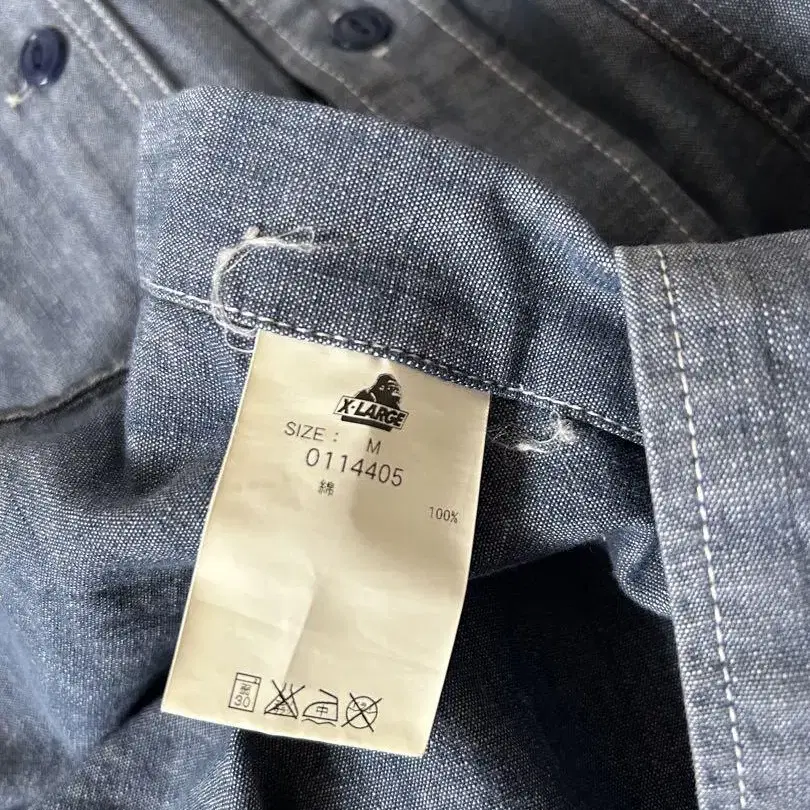 X-LARGE
SIZE: M
0114405
綿
100%
30
中